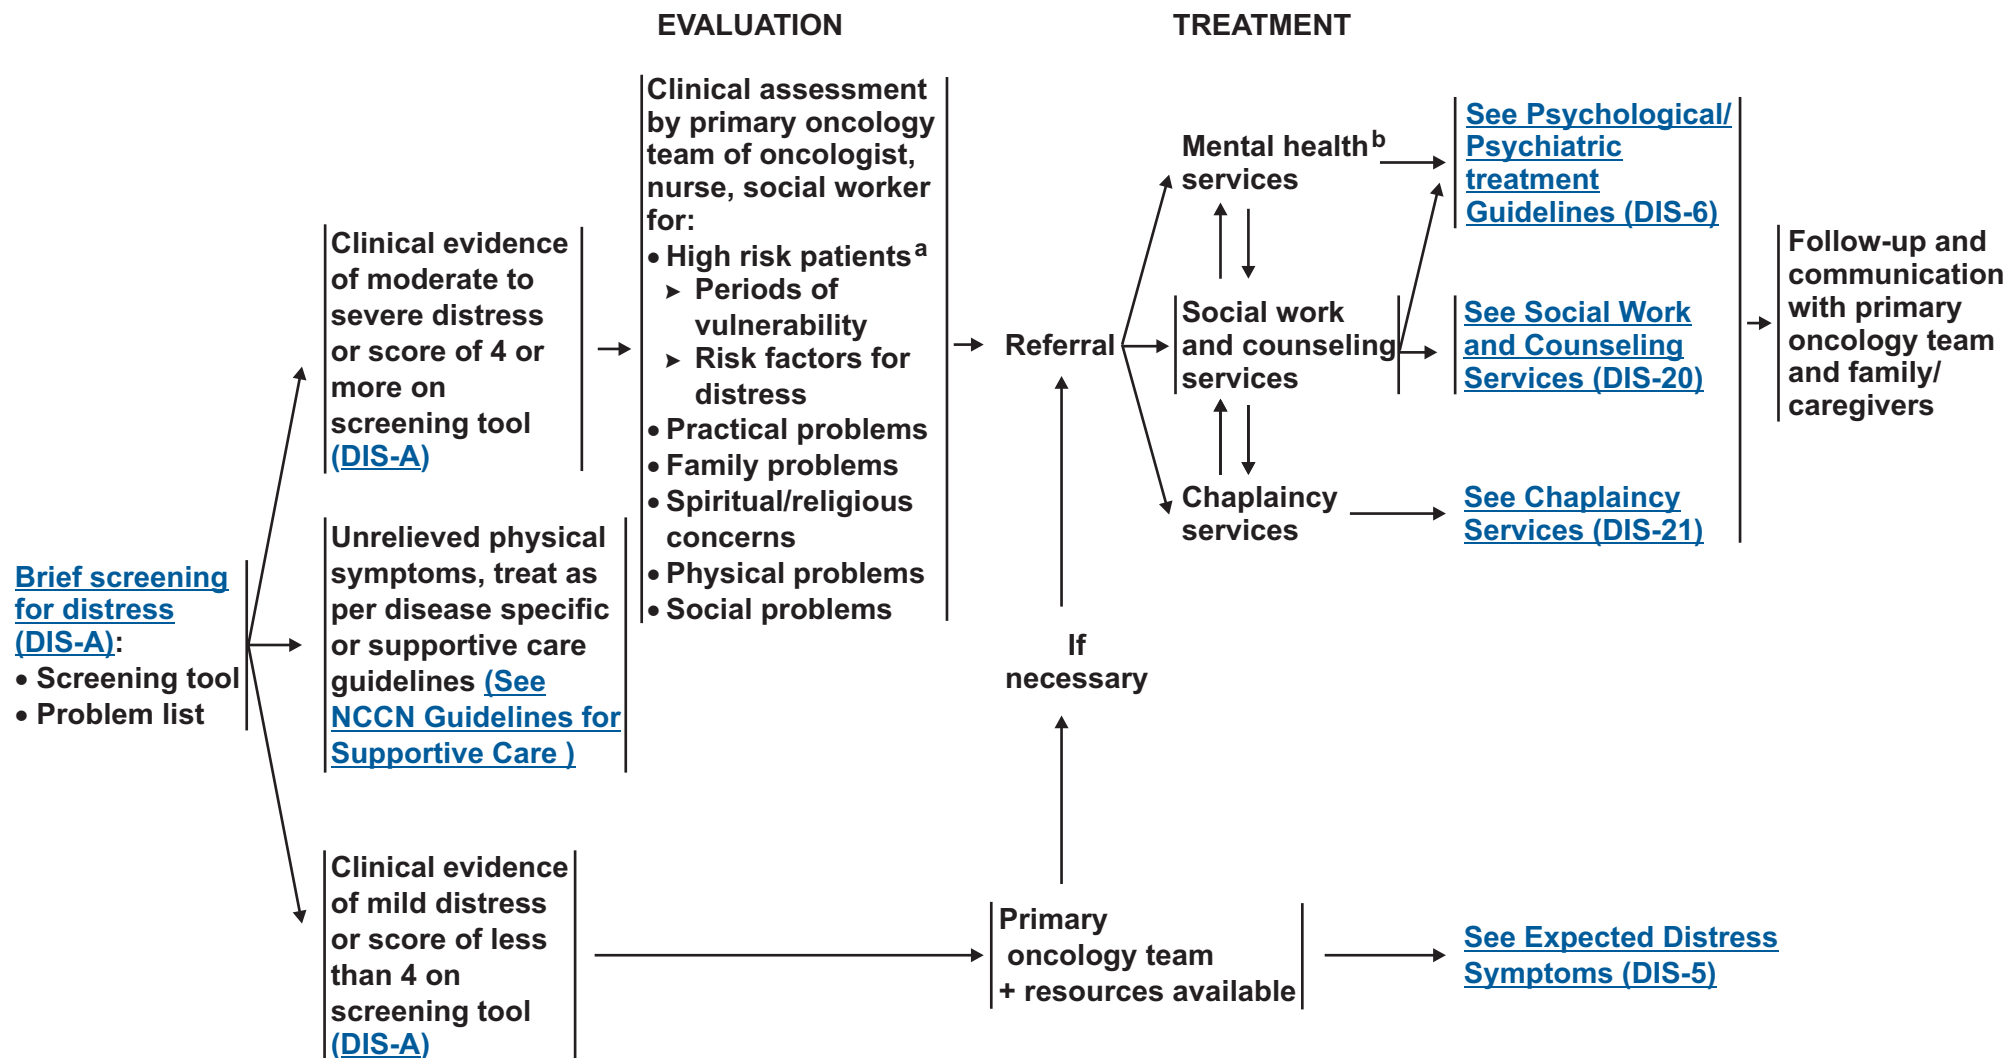 EVALUATION
TREATMENT
Brief screening
for distress
(DIS-A):
• Screening tool
• Problem list
Clinical evidence
of moderate to
severe distress
or score of 4 or
more on
screening tool
(DIS-A)
Unrelieved physical
symptoms, treat as
per disease specific
or supportive care
guidelines (See
NCCN Guidelines for
Supportive Care )
Clinical evidence
of mild distress
or score of less
than 4 on
screening tool
(DIS-A)
Clinical assessment
by primary oncology
team of oncologist,
nurse, social worker
for:
• High risk patients a
➤ Periods of
vulnerability
➤ Risk factors for
distress
• Practical problems
• Family problems
• Spiritual/religious
concerns
• Physical problems
• Social problems
Referral
If
necessary
Primary
oncology team
+ resources available
Mental health b
services
Social work
and counseling
services
Chaplaincy
services
See Psychological/
Psychiatric
treatment
Guidelines (DIS-6)
See Social Work
and Counseling
Services (DIS-20)
See Chaplaincy
Services (DIS-21)
See Expected Distress
Symptoms (DIS-5)
Follow-up and
communication
with primary
oncology team
and family/
caregivers